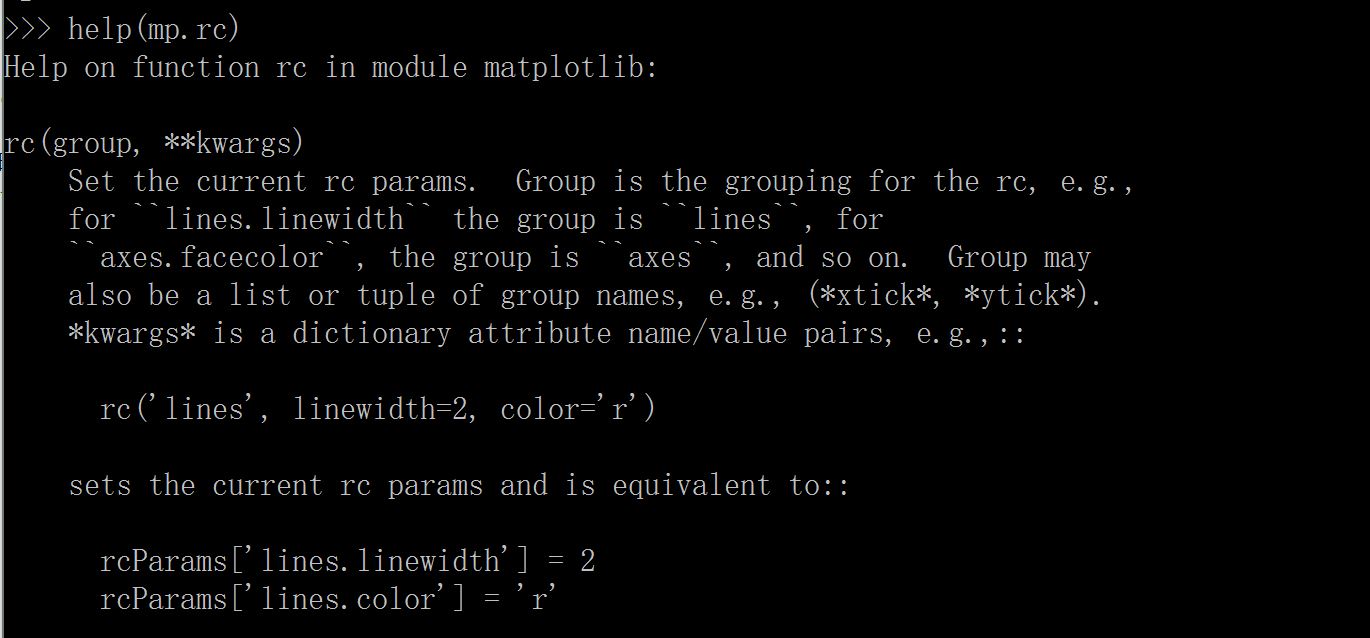 >>> help(mp.rc)
Help on function rc in module matplotlib:
rc(group, **kwargs)
Set the current rc params.  Group is the grouping for the rc, e.g.,
for ``lines.linewidth`` the group is ``lines``, for
``axes.facecolor``, the group is ``axes``, and so on.  Group may
also be a list or tuple of group names, e.g., (*xtick*, *ytick*).
*kwargs* is a dictionary attribute name/value pairs, e.g.,::
rc('lines', linewidth=2, color='r')
sets the current rc params and is equivalent to::
rcParams['lines.linewidth'] = 2
rcParams['lines.color'] = 'r'